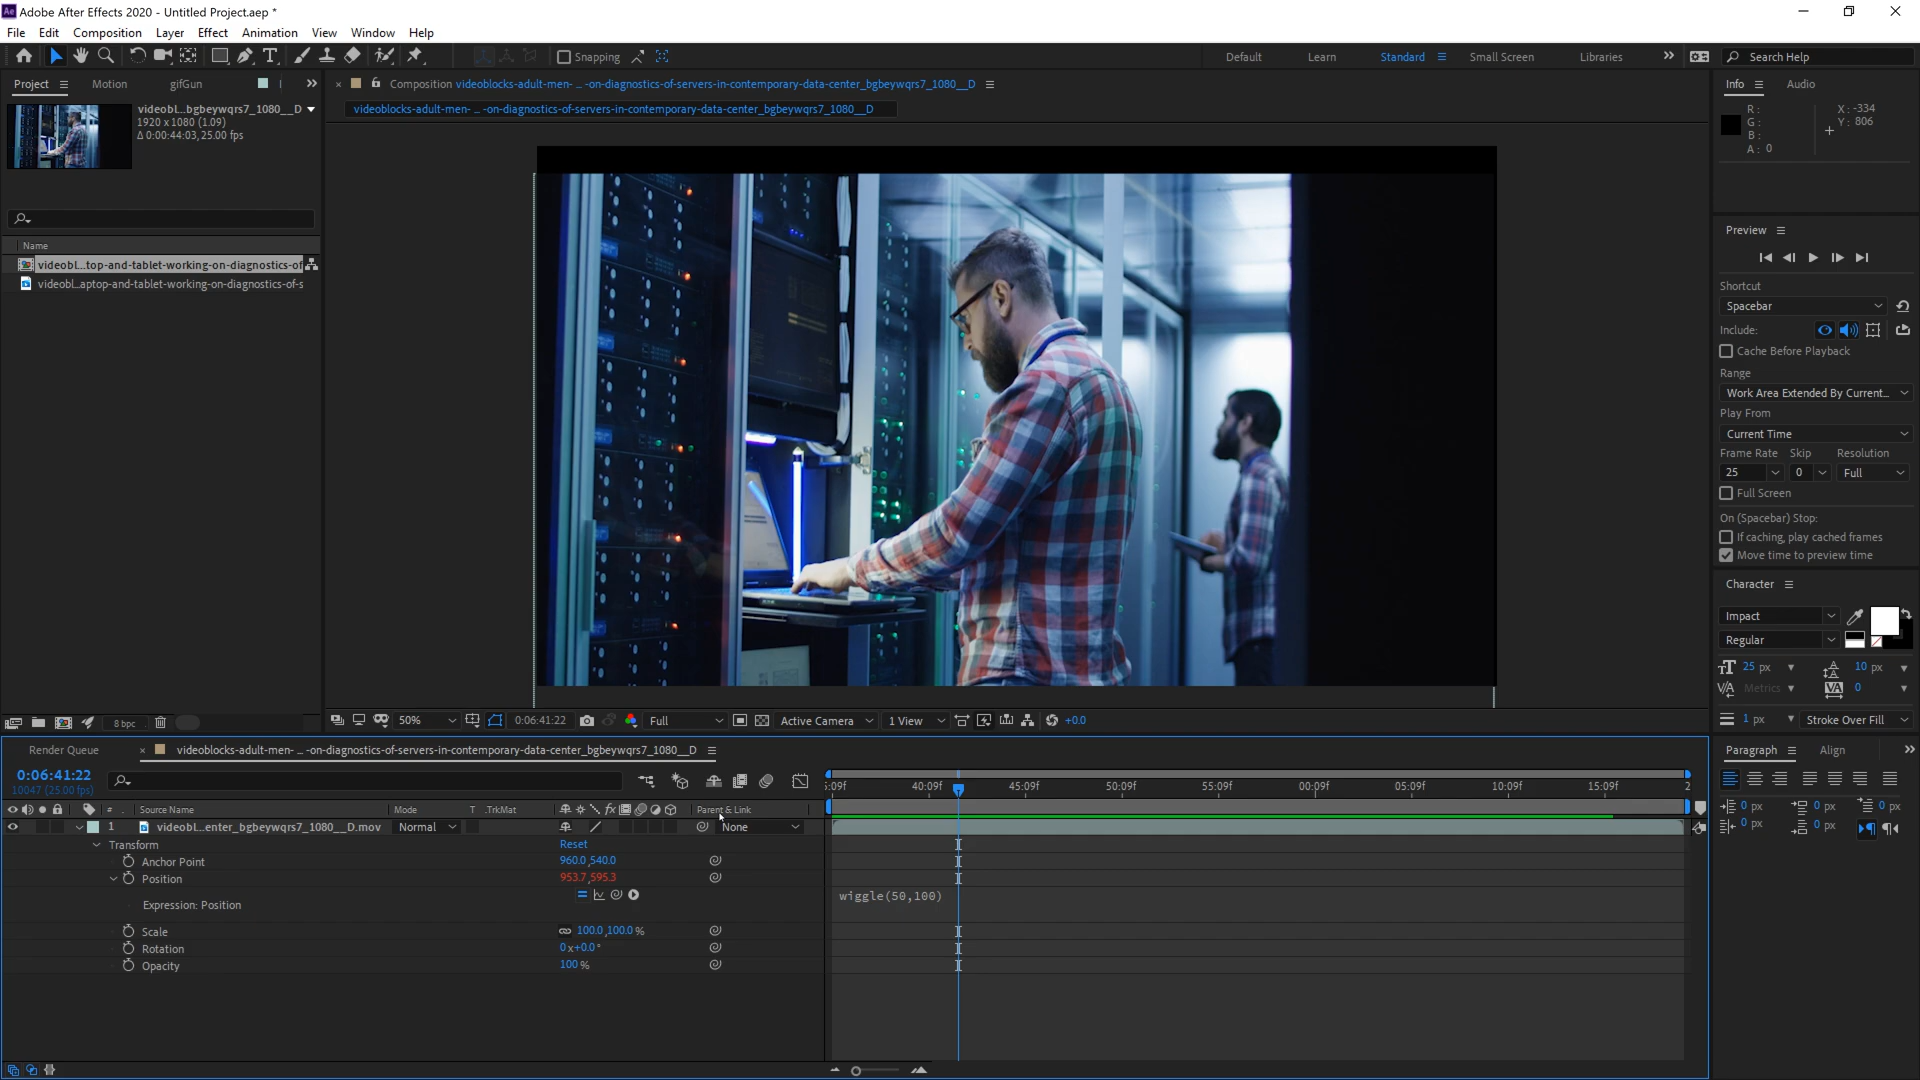 Adobe After Effects 2020 - Untitled Project.aep *
File Edit Composition Layer Effect Animation View Window Help
Snapping
Default Learn Standard Small Screen Libraries
Search Help
Project Motion gifGun
videobl...bgbeywqrs7_1080__D
1920 x 1080 (1.09)
Δ 0:00:44:03, 25.00 fps
Name
videobl...top-and-tablet-working-on-diagnostics-of
videobl...aptop-and-tablet-working-on-diagnostics-of-s
8 bpc
Composition videoblocks-adult-men- ... -on-diagnostics-of-servers-in-contemporary-data-center_bgbeywqrs7_1080__D
videoblocks-adult-men- ... -on-diagnostics-of-servers-in-contemporary-data-center_bgbeywqrs7_1080__D
50% 0:06:41:22 Full Active Camera 1 View +0.0
Info Audio
R :
G :
B :
A : 0
X : -334
Y : 806
Preview
Shortcut
Spacebar
Include:
Cache Before Playback
Range
Work Area Extended By Current...
Play From
Current Time
Frame Rate Skip Resolution
25 0 Full
Full Screen
On (Spacebar) Stop:
If caching, play cached frames
Move time to preview time
Character
Impact
Regular
25 px 10 px
Metrics 0
1 px Stroke Over Fill
Paragraph Align
0 px 0 px 0 px
0 px 0 px
Render Queue videoblocks-adult-men- ... -on-diagnostics-of-servers-in-contemporary-data-center_bgbeywqrs7_1080__D
0:06:41:22
10047 (25.00 fps)
:09f 40:09f 45:09f 50:09f 55:09f 00:09f 05:09f 10:09f 15:09f 2
# Source Name Mode T .TrkMat Parent & Link
1 videobl...enter_bgbeywqrs7_1080__D.mov Normal None
Transform Reset
Anchor Point 960.0,540.0
Position 953.7,595.3
Expression: Position wiggle(50,100)
Scale 100.0,100.0%
Rotation 0x+0.0°
Opacity 100%